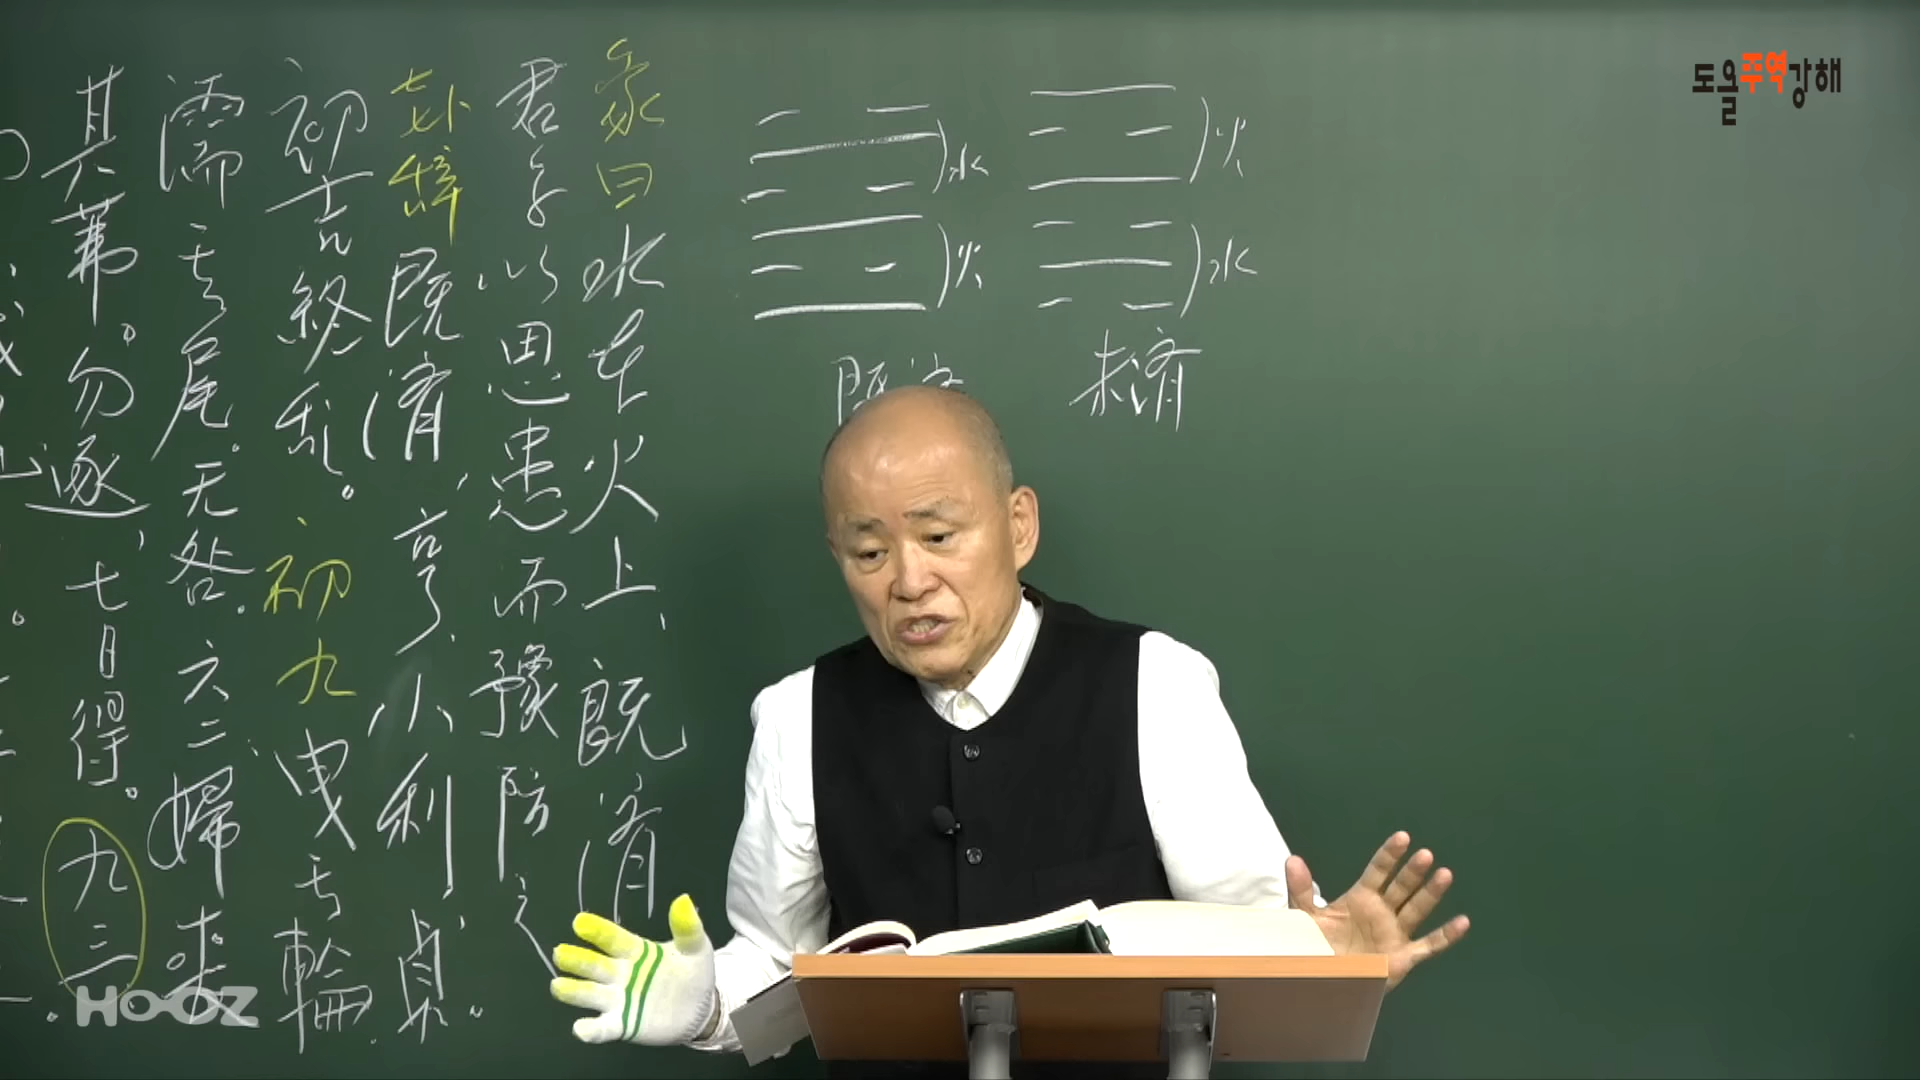 도올주역강해
水
火
火
水
未濟
象曰水在火上、既濟
君子以思患而豫防之
卦辭既濟,亨、小利貞。
初吉終乱。初九曳其輪
濡其尾。无咎。六二婦喪
其茀。勿逐、七日得。九三
HOOZ